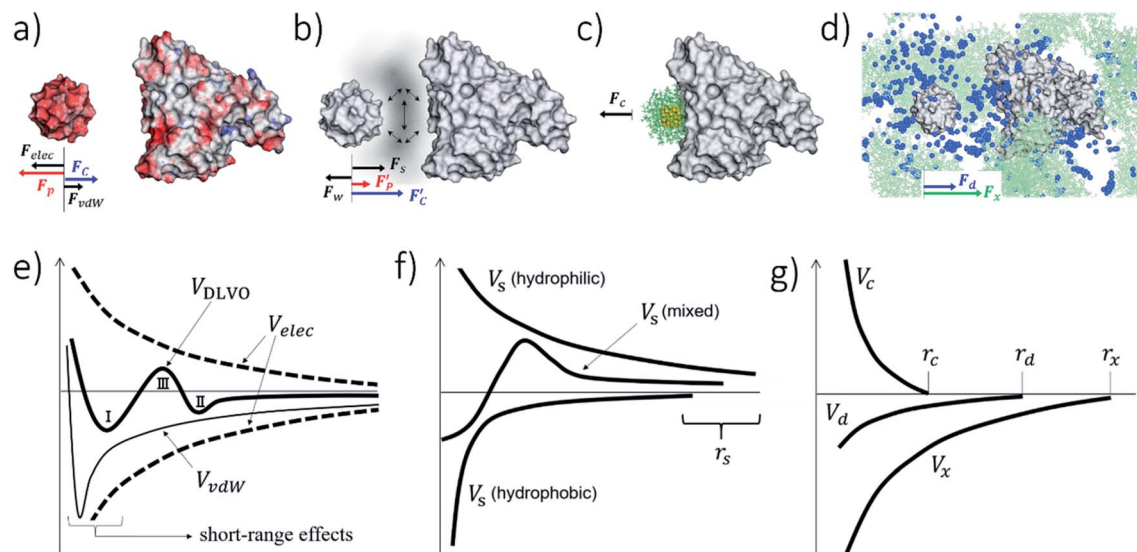 a)
F_elec
F_C
F_p
F_vdW
b)
F_s
F'_P
F_w
F'_C
c)
F_c
d)
F_d
F_x
e)
V_DLVO
V_elec
III
I
II
V_vdW
short-range effects
f)
V_s (hydrophilic)
V_s (mixed)
r_s
V_s (hydrophobic)
g)
V_c
r_c
r_d
r_x
V_d
V_x